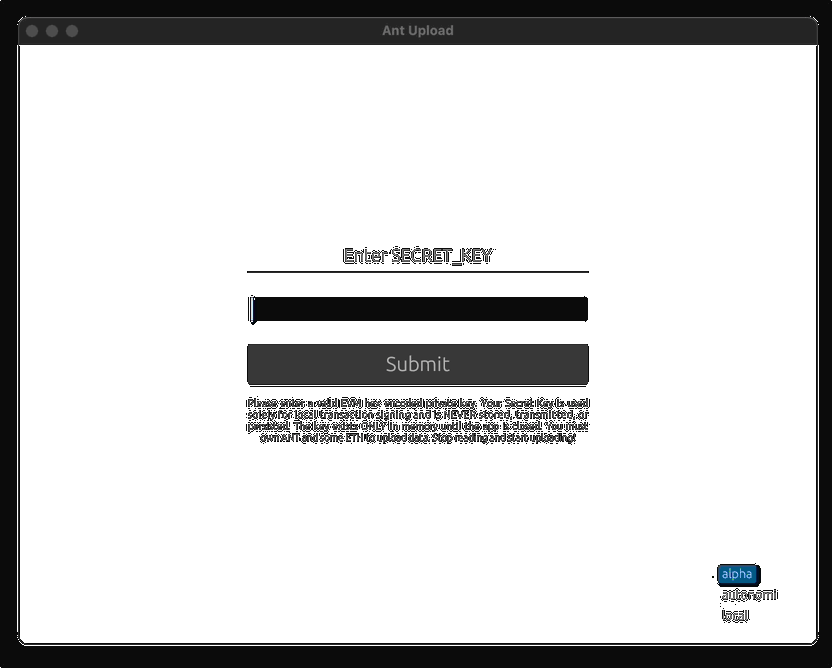 Ant Upload
Enter SECRET_KEY
Submit
Please enter a valid EVM hex encoded private key. Your Secret Key is used
solely for local transaction signing and is NEVER stored, transmitted, or
persisted. The key exists ONLY in memory until the app is closed. You must
own ANT and some ETH to upload data. Stop reading and start uploading!
alpha
autonomi
local